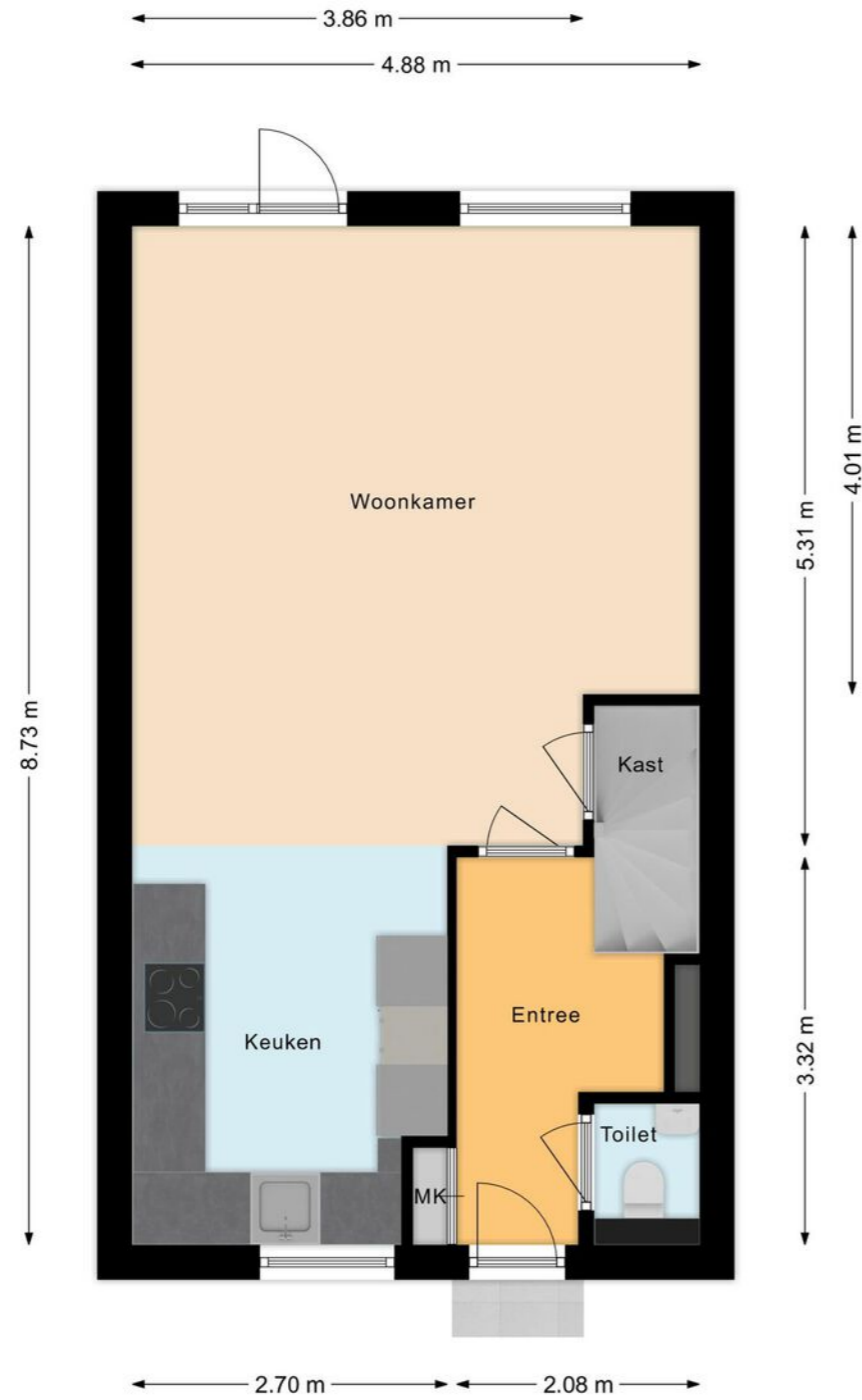 3.86 m
4.88 m
Woonkamer
4.01 m
5.31 m
8.73 m
Kast
Entree
Keuken
3.32 m
Toilet
MK
2.70 m
2.08 m